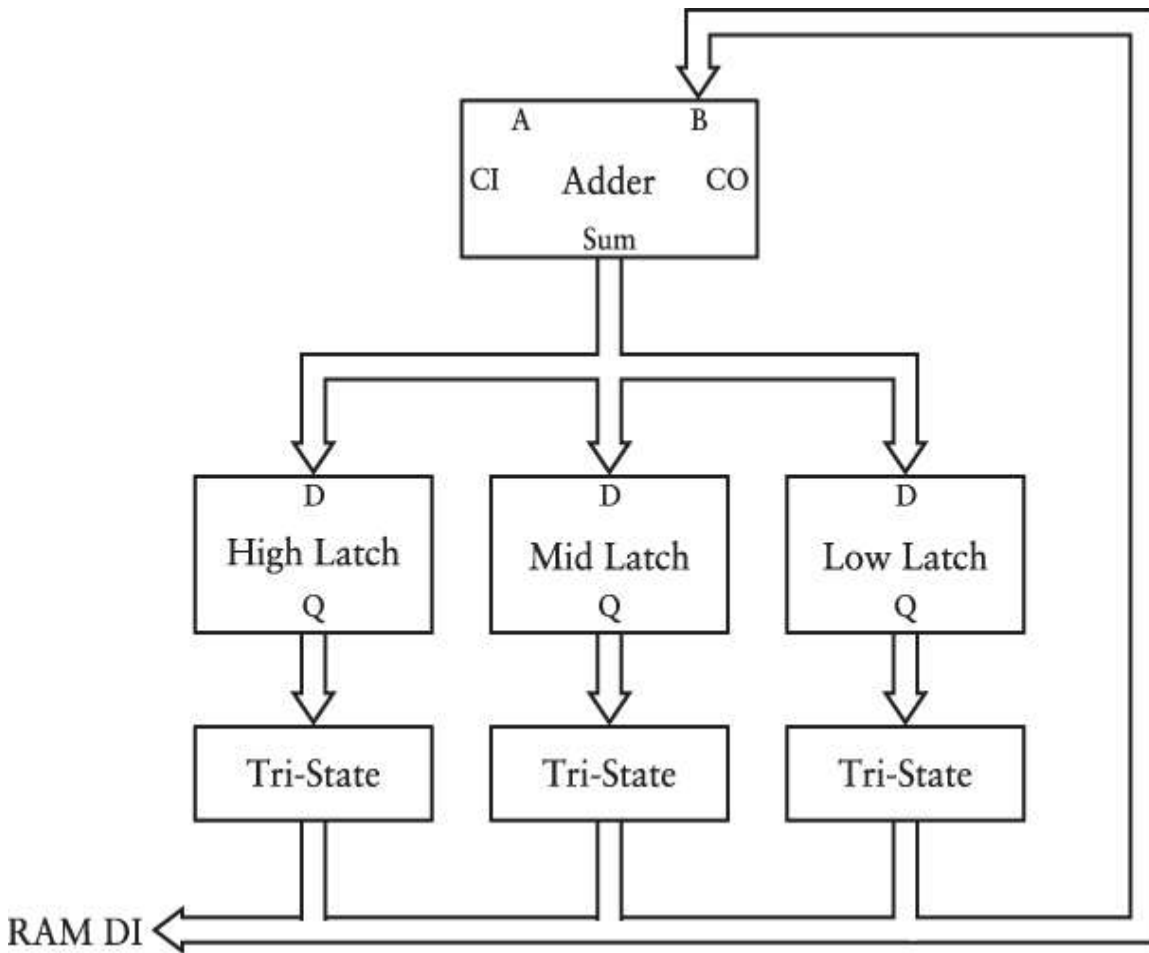 A B
CI Adder CO
Sum
D D D
High Latch Mid Latch Low Latch
Q Q Q
Tri-State Tri-State Tri-State
RAM DI